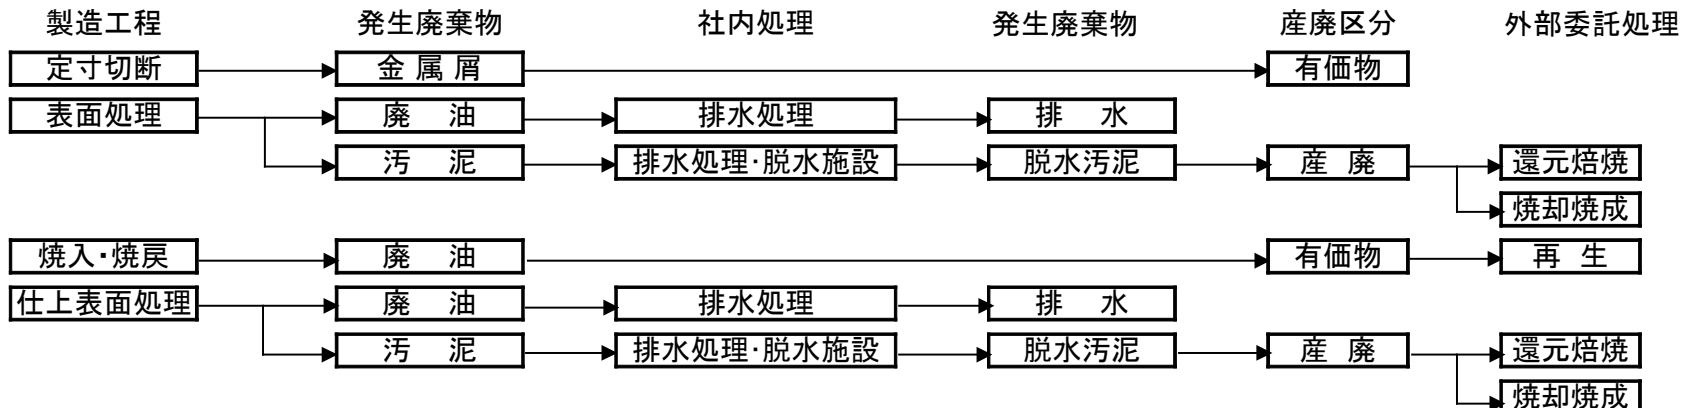 製造工程 発生廃棄物 社内処理 発生廃棄物 産廃区分 外部委託処理
定寸切断 金属屑 有価物
表面処理 廃油 排水処理 排水
汚泥 排水処理・脱水施設 脱水汚泥 産廃 還元焙焼
焼却焼成
焼入・焼戻 廃油 有価物 再生
仕上表面処理 廃油 排水処理 排水
汚泥 排水処理・脱水施設 脱水汚泥 産廃 還元焙焼
焼却焼成